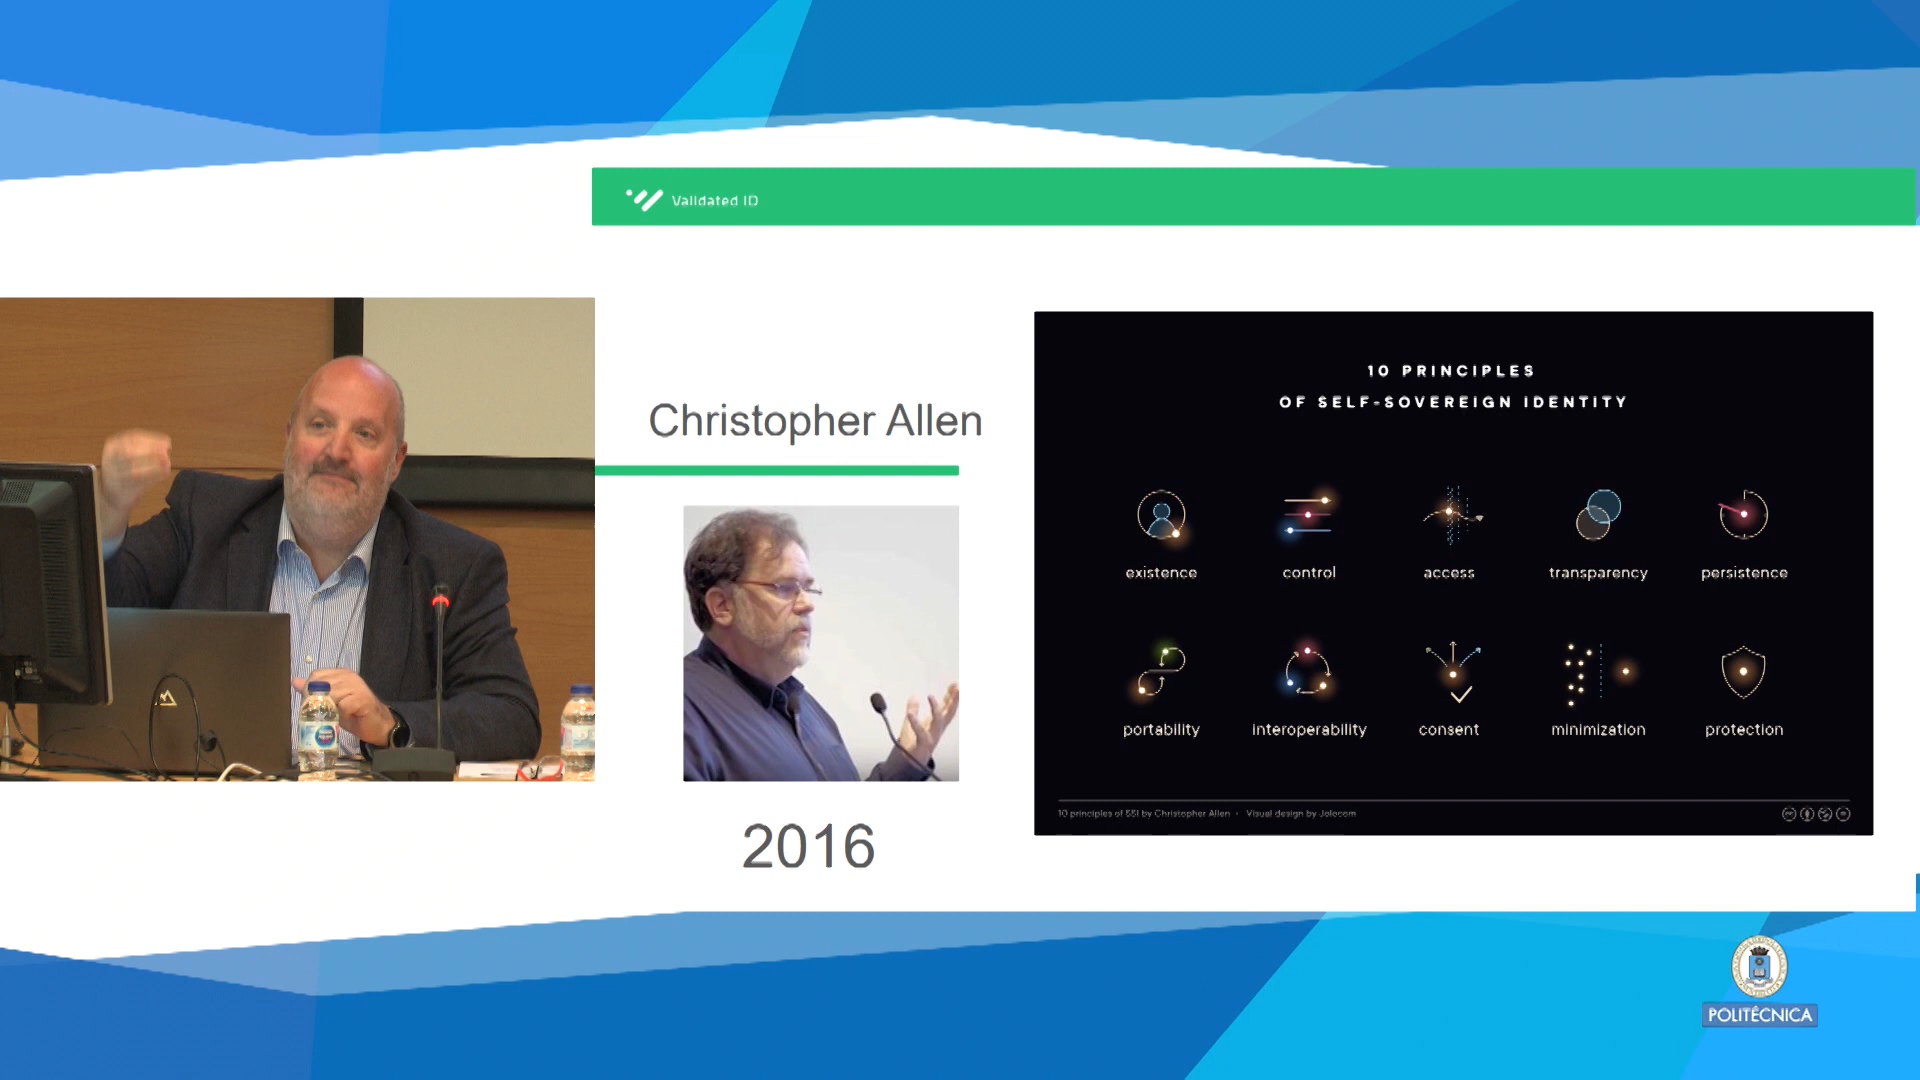 Validated ID
Christopher Allen
2016
10 PRINCIPLES
OF SELF-SOVEREIGN IDENTITY
existence
control
access
transparency
persistence
portability
interoperability
consent
minimization
protection
10 principles of SSI by Christopher Allen · Visual design by Jolocom
POLITÉCNICA